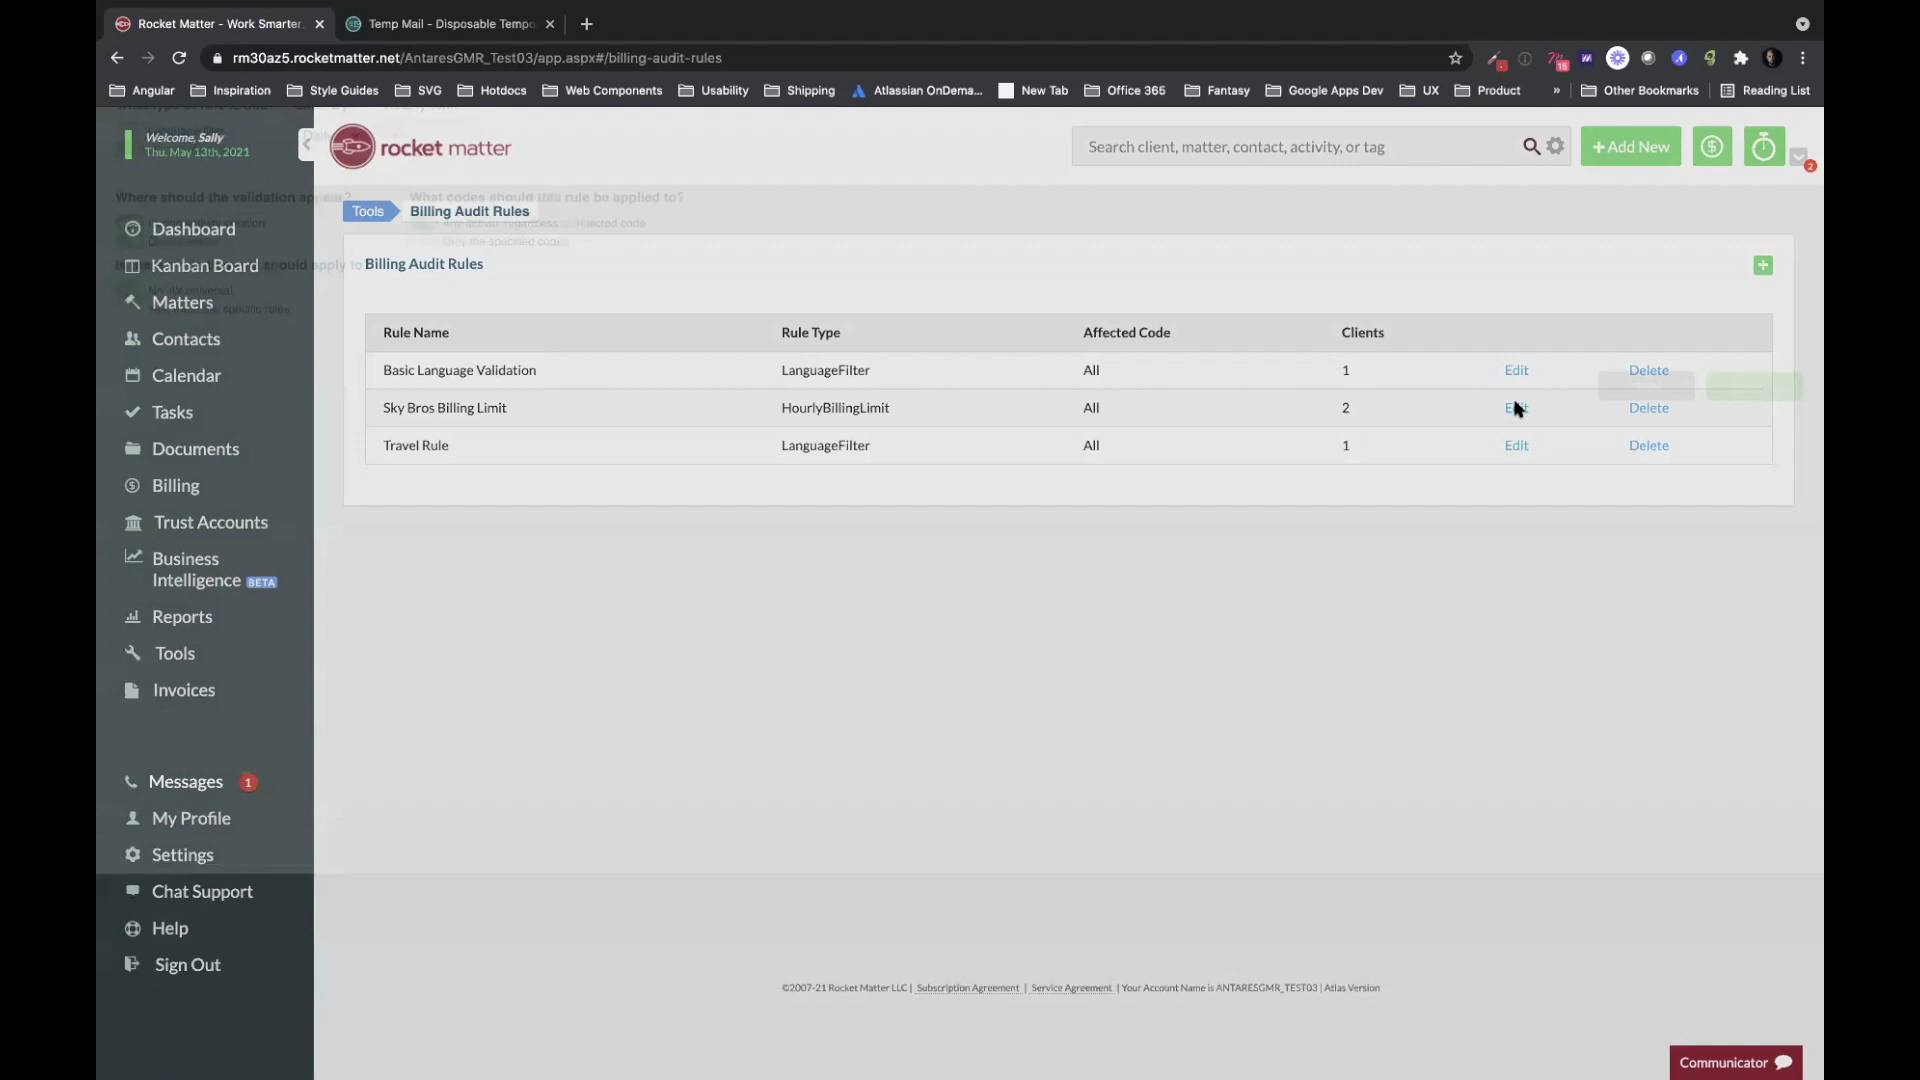 Rocket Matter - Work Smarter.
Temp Mail - Disposable Tempo
rm30az5.rocketmatter.net/AntaresGMR_Test03/app.aspx#/billing-audit-rules
15
Angular
Inspiration
Style Guides
SVG
Hotdocs
Web Components
Usability
Shipping
Atlassian OnDema...
New Tab
Office 365
Fantasy
Google Apps Dev
UX
Product
»
Other Bookmarks
Reading List
Welcome, Sally
Thu. May 13th, 2021
rocket matter
Search client, matter, contact, activity, or tag
+Add New
2
Where should the validation appear?
What codes should this rule be applied to?
Tools
Billing Audit Rules
Only the specified code
Dashboard
Kanban Board
Matters
Contacts
Calendar
Tasks
Documents
Billing
Trust Accounts
Business
Intelligence BETA
Reports
Tools
Invoices
Messages 1
My Profile
Settings
Chat Support
Help
Sign Out
Billing Audit Rules
Rule Name Rule Type Affected Code Clients
Basic Language Validation LanguageFilter All 1 Edit Delete
Sky Bros Billing Limit HourlyBillingLimit All 2 Edit Delete
Travel Rule LanguageFilter All 1 Edit Delete
©2007-21 Rocket Matter LLC | Subscription Agreement | Service Agreement | Your Account Name is ANTARESGMR_TEST03 | Atlas Version
Communicator